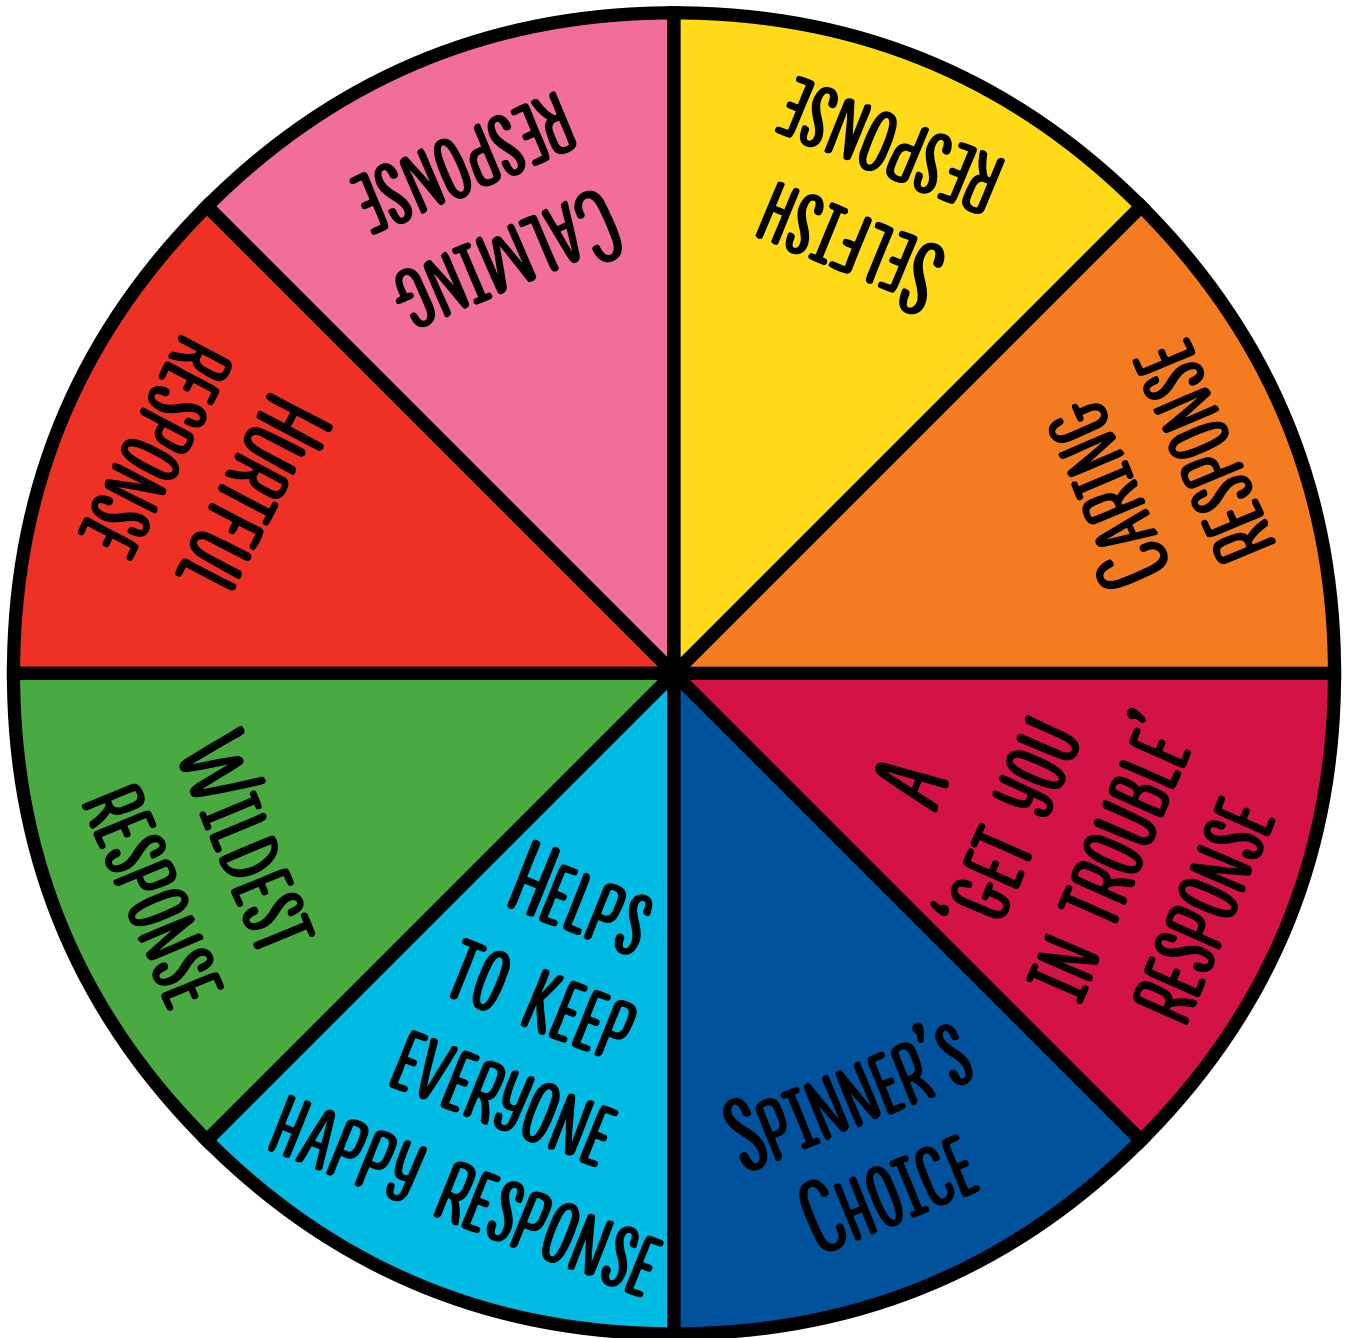 Selfish
response
Caring
response
A
‘get you
in trouble’
response
Spinner’s
Choice
Helps
to keep
everyone
happy response
Wildest
response
Hurtful
response
Calming
response